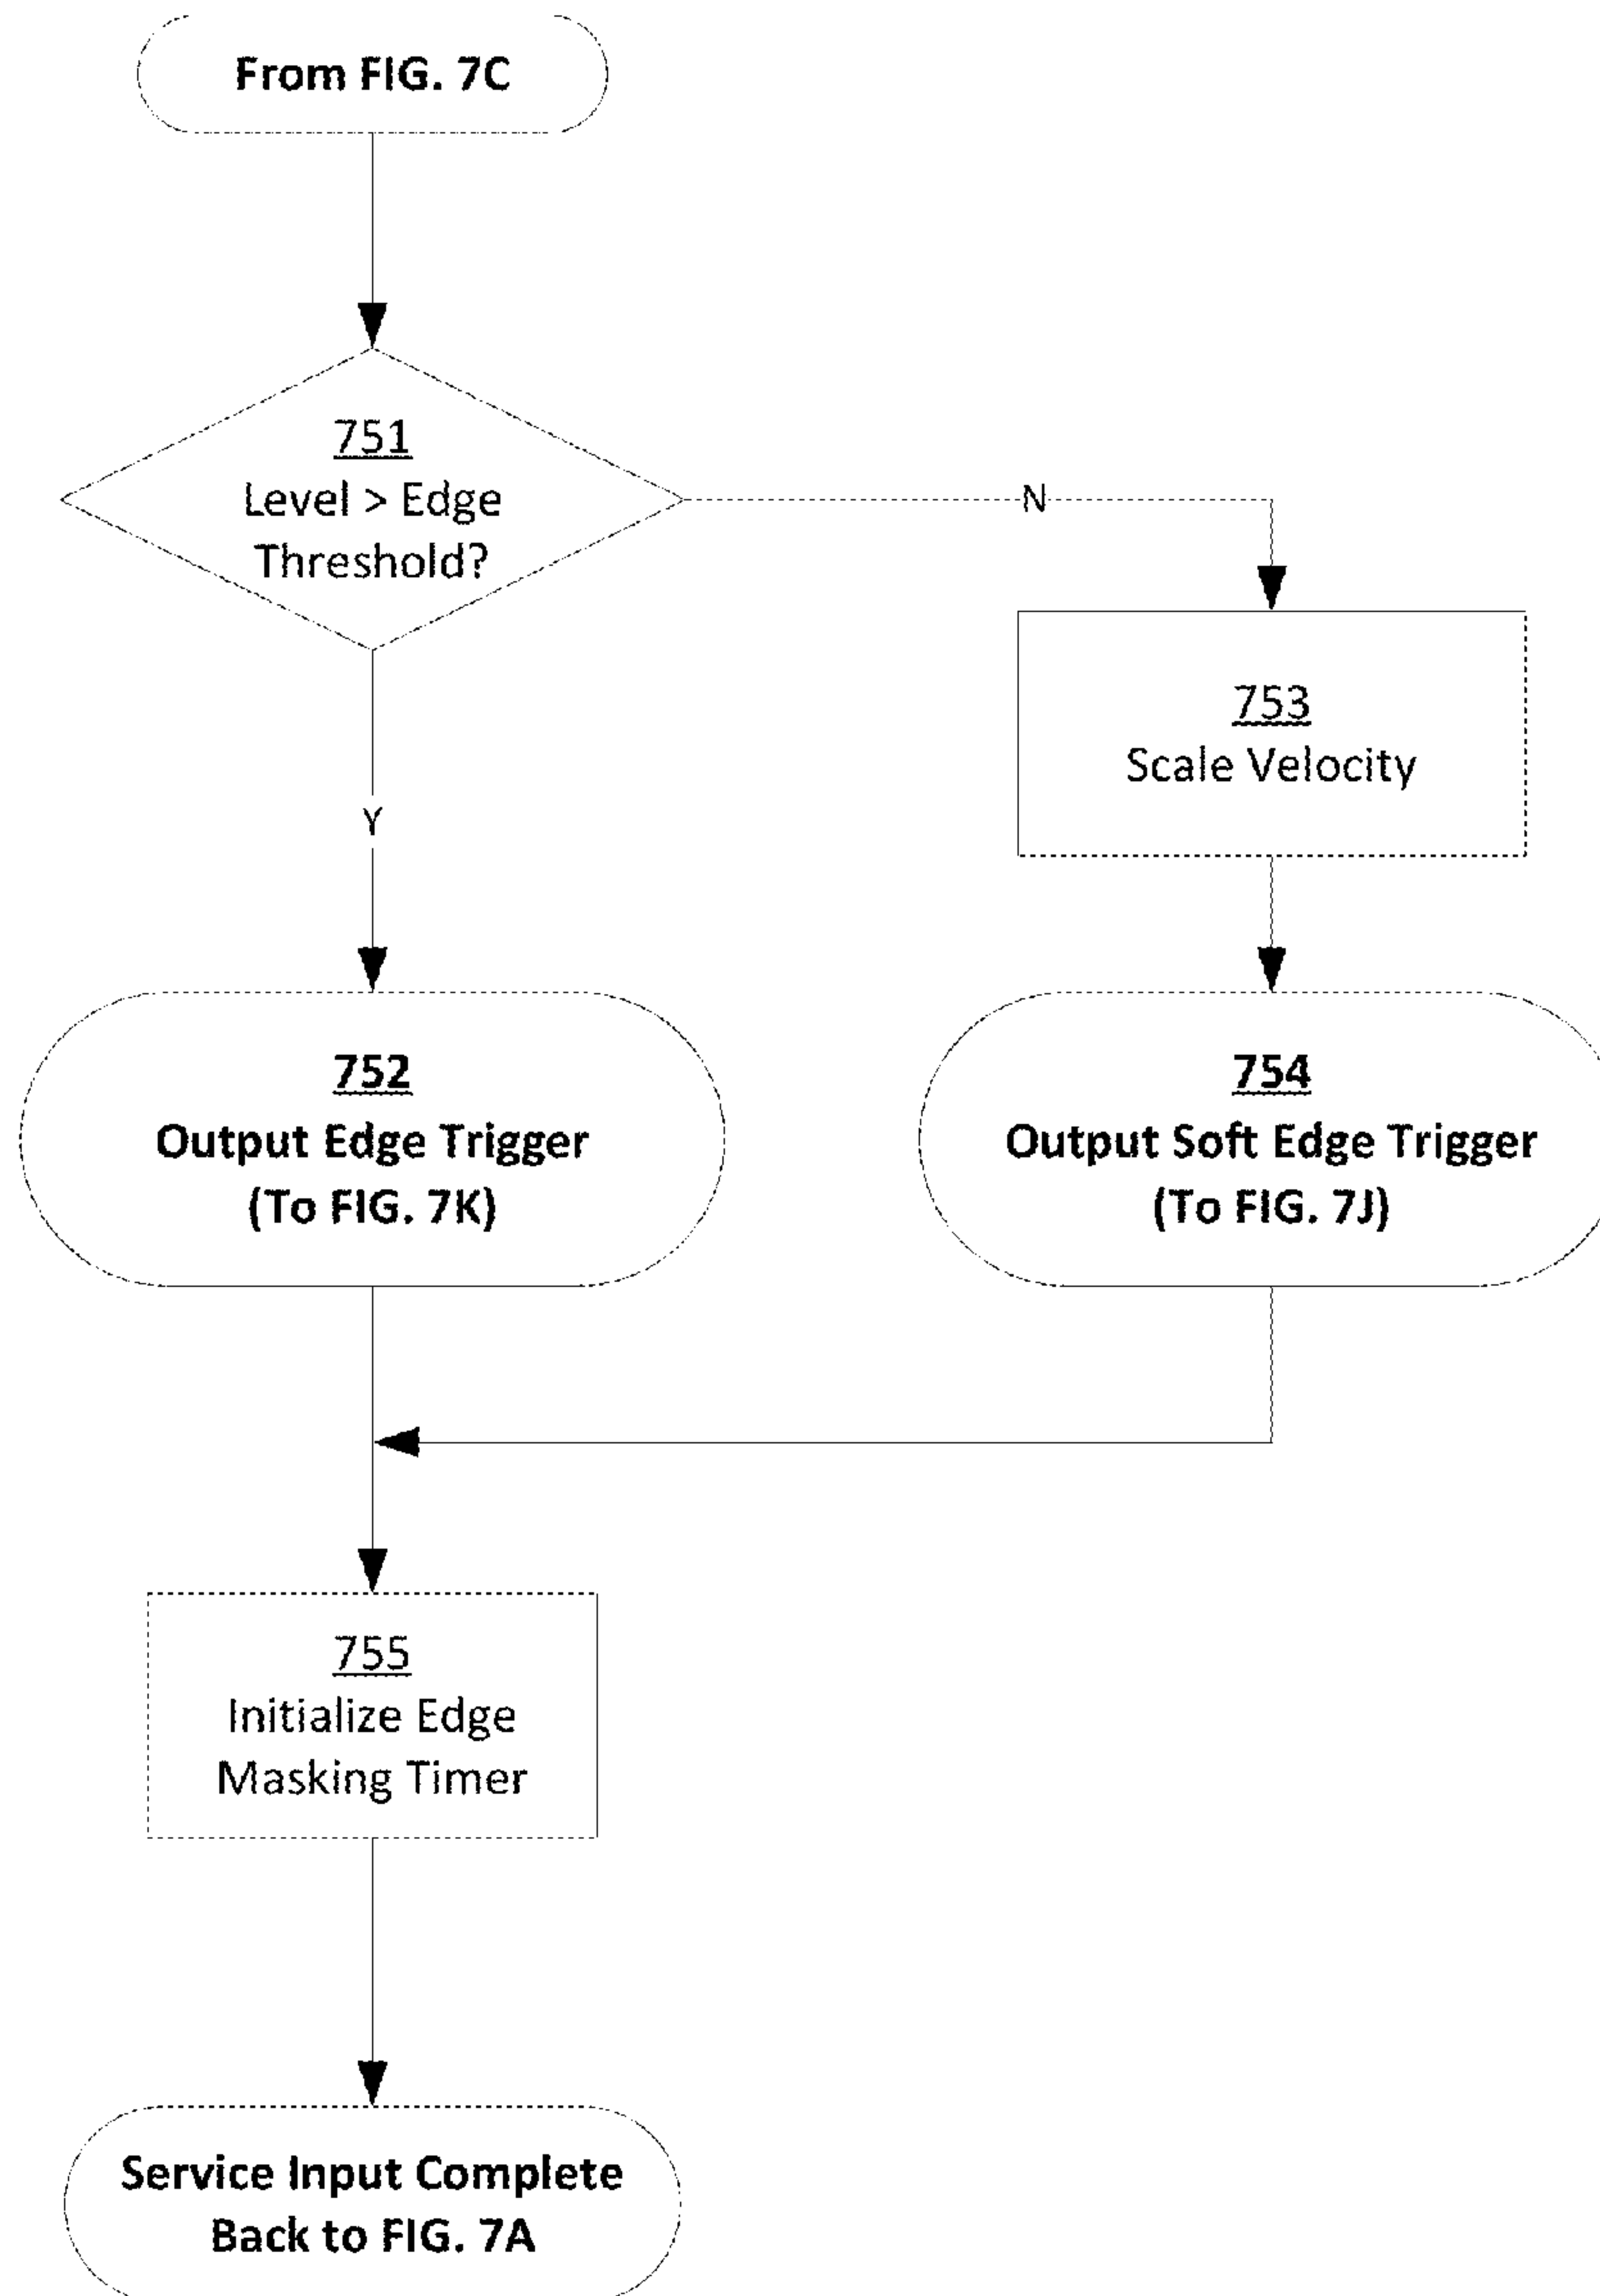 From FIG. 7C
751
Level > Edge
Threshold?
N
Y
753
Scale Velocity
752
Output Edge Trigger
(To FIG. 7K)
754
Output Soft Edge Trigger
(To FIG. 7J)
755
Initialize Edge
Masking Timer
Service Input Complete
Back to FIG. 7A